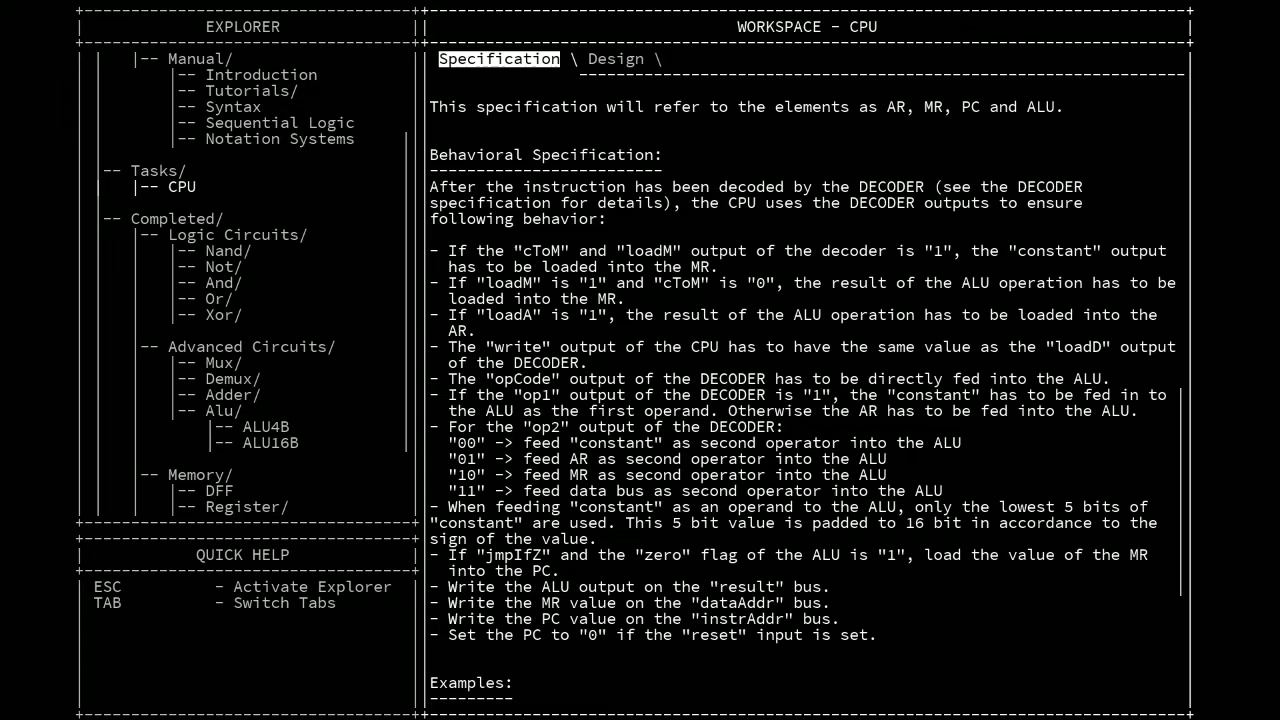 EXPLORER
|-- Manual/
|-- Introduction
|-- Tutorials/
|-- Syntax
|-- Sequential Logic
|-- Notation Systems
|-- Tasks/
|-- CPU
|-- Completed/
|-- Logic Circuits/
|-- Nand/
|-- Not/
|-- And/
|-- Or/
|-- Xor/
|-- Advanced Circuits/
|-- Mux/
|-- Demux/
|-- Adder/
|-- Alu/
|-- ALU4B
|-- ALU16B
|-- Memory/
|-- DFF
|-- Register/
QUICK HELP
ESC - Activate Explorer
TAB - Switch Tabs
WORKSPACE - CPU
Specification \ Design \
This specification will refer to the elements as AR, MR, PC and ALU.
Behavioral Specification:
-------------------------
After the instruction has been decoded by the DECODER (see the DECODER
specification for details), the CPU uses the DECODER outputs to ensure
following behavior:
- If the "cToM" and "loadM" output of the decoder is "1", the "constant" output
has to be loaded into the MR.
- If "loadM" is "1" and "cToM" is "0", the result of the ALU operation has to be
loaded into the MR.
- If "loadA" is "1", the result of the ALU operation has to be loaded into the
AR.
- The "write" output of the CPU has to have the same value as the "loadD" output
of the DECODER.
- The "opCode" output of the DECODER has to be directly fed into the ALU.
- If the "op1" output of the DECODER is "1", the "constant" has to be fed in to
the ALU as the first operand. Otherwise the AR has to be fed into the ALU.
- For the "op2" output of the DECODER:
"00" -> feed "constant" as second operator into the ALU
"01" -> feed AR as second operator into the ALU
"10" -> feed MR as second operator into the ALU
"11" -> feed data bus as second operator into the ALU
- When feeding "constant" as an operand to the ALU, only the lowest 5 bits of
"constant" are used. This 5 bit value is padded to 16 bit in accordance to the
sign of the value.
- If "jmpIfZ" and the "zero" flag of the ALU is "1", load the value of the MR
into the PC.
- Write the ALU output on the "result" bus.
- Write the MR value on the "dataAddr" bus.
- Write the PC value on the "instrAddr" bus.
- Set the PC to "0" if the "reset" input is set.
Examples:
---------